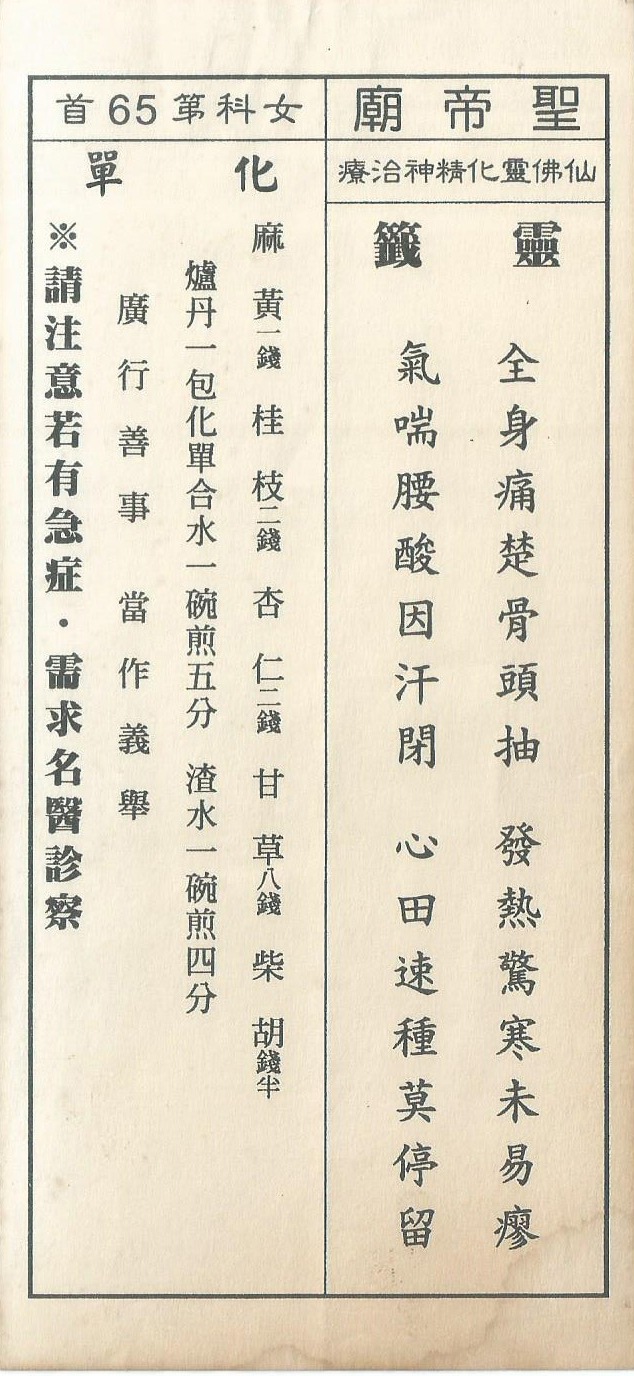 聖帝廟
仙佛靈化精神治療
靈籤
全身痛楚骨頭抽 發熱驚寒未易瘳
氣喘腰酸因汗閉 心田速種莫停留
女科第65首
化單
麻黃一錢 桂枝二錢 杏仁二錢 甘草八錢 柴胡錢半
爐丹一包化單合水一碗煎五分 渣水一碗煎四分
廣行善事 當作義舉
※請注意若有急症・需求名醫診察